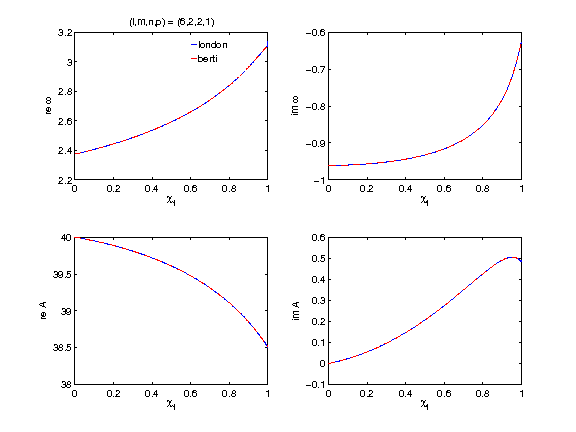 (l,m,n,p) = (6,2,2,1)
re ω
3.2
3
2.8
2.6
2.4
2.2
0 0.2 0.4 0.6 0.8 1
χf
london
berti
im ω
−0.6
−0.7
−0.8
−0.9
−1
0 0.2 0.4 0.6 0.8 1
χf
re A
40
39.5
39
38.5
38
0 0.2 0.4 0.6 0.8 1
χf
im A
0.6
0.5
0.4
0.3
0.2
0.1
0
−0.1
0 0.2 0.4 0.6 0.8 1
χf